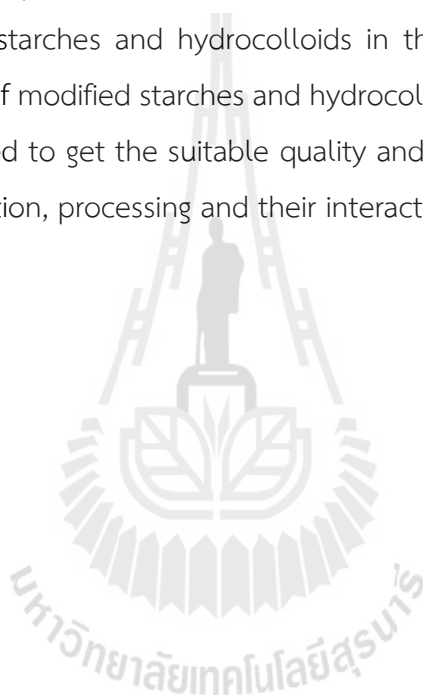 starches and hydrocolloids in th
f modified starches and hydrocol
ed to get the suitable quality and
tion, processing and their interact
มหาวิทยาลัยเทคโนโลยีสุรนารี